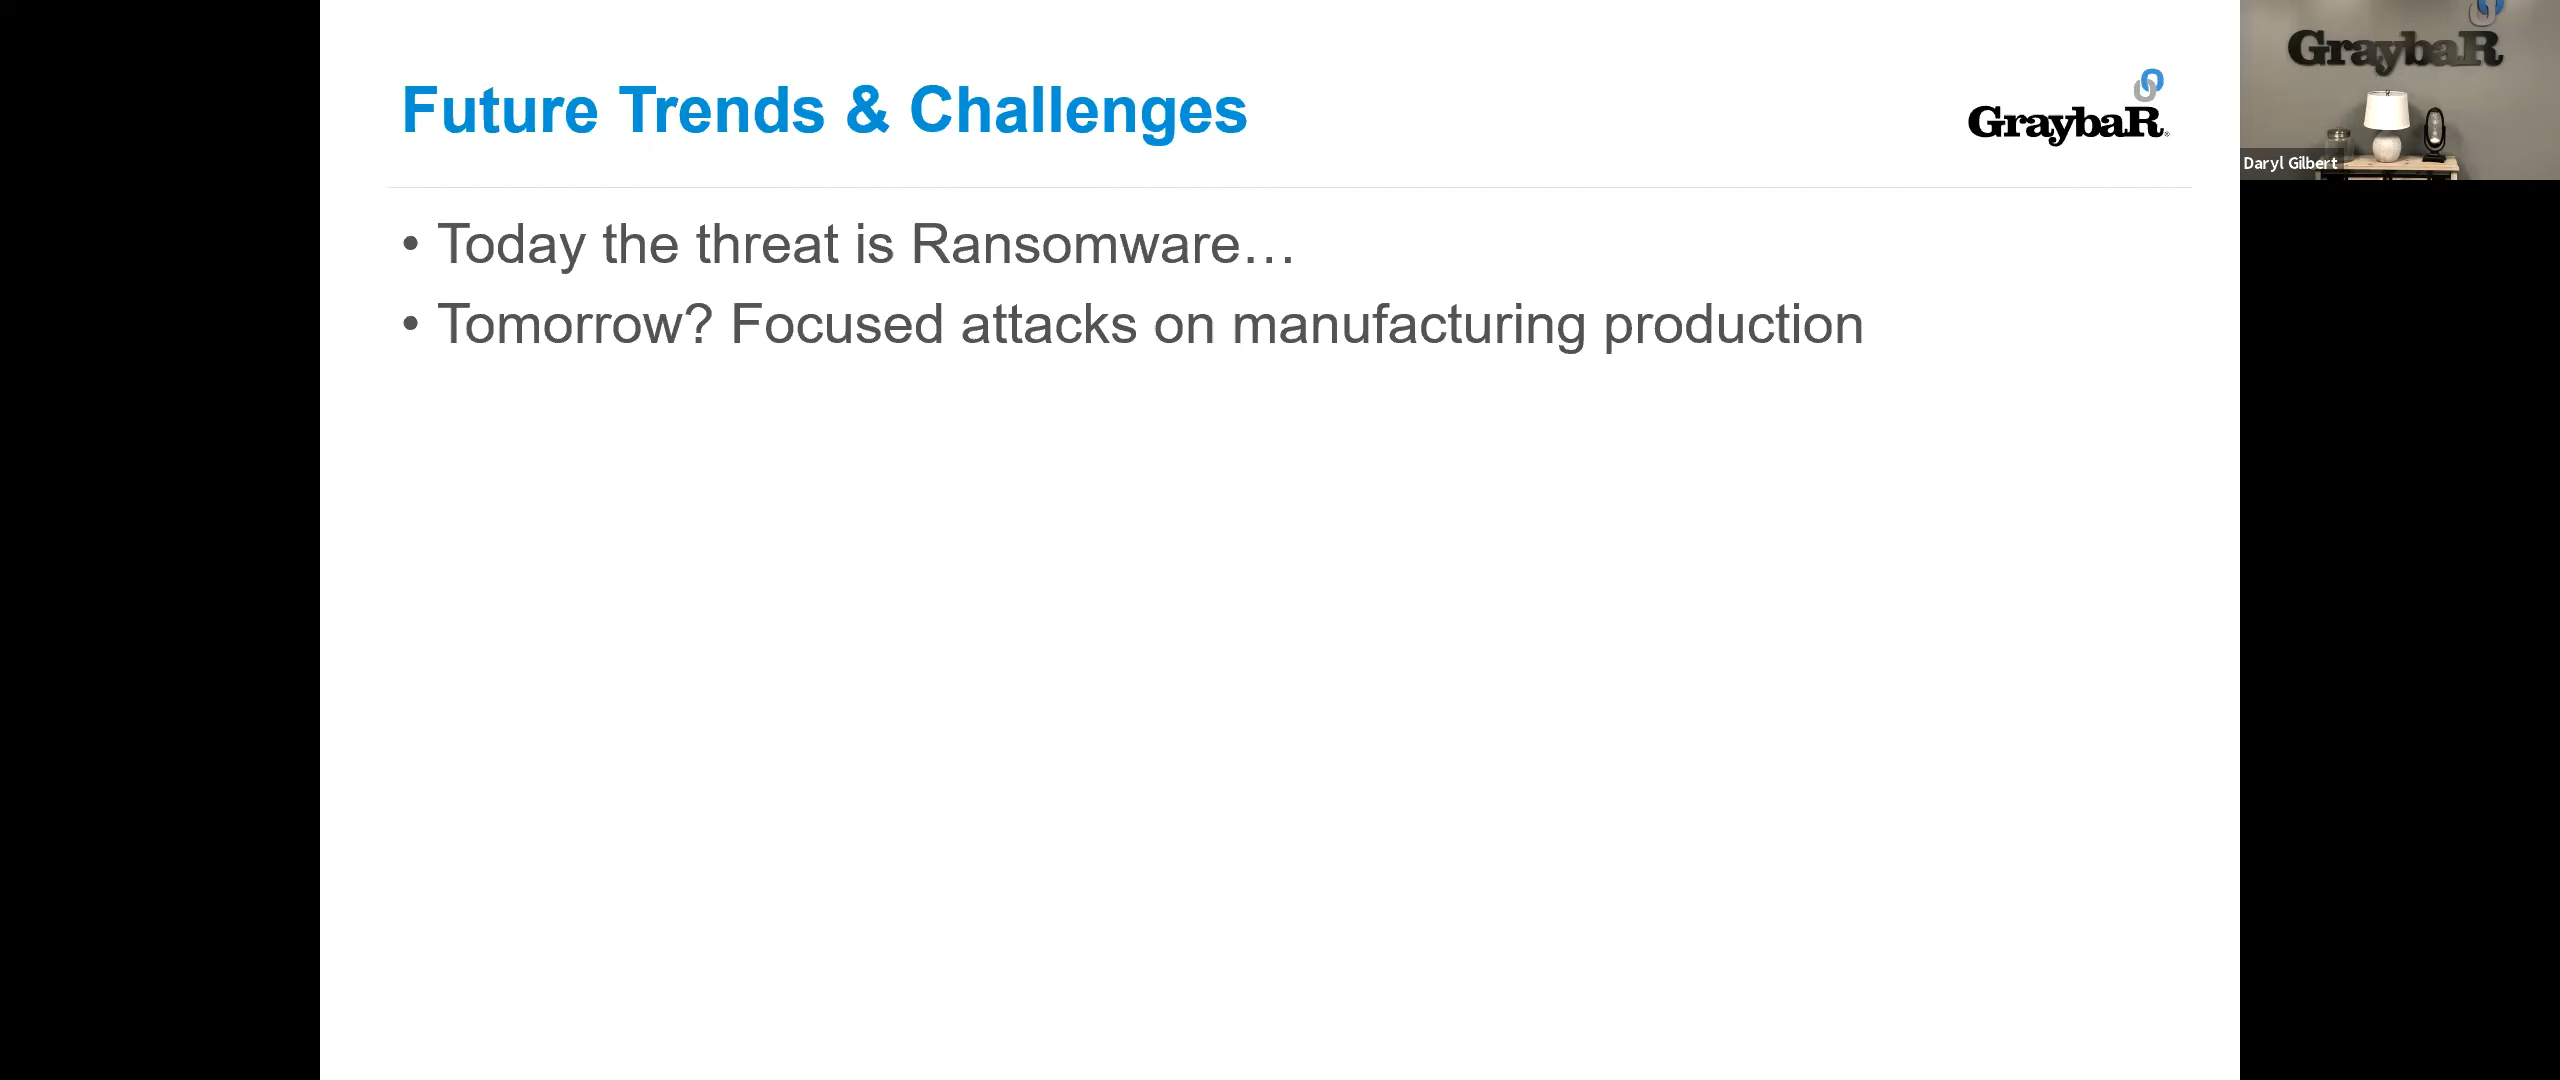 Future Trends & Challenges
GraybaR®
• Today the threat is Ransomware…
• Tomorrow? Focused attacks on manufacturing production
GraybaR
Daryl Gilbert